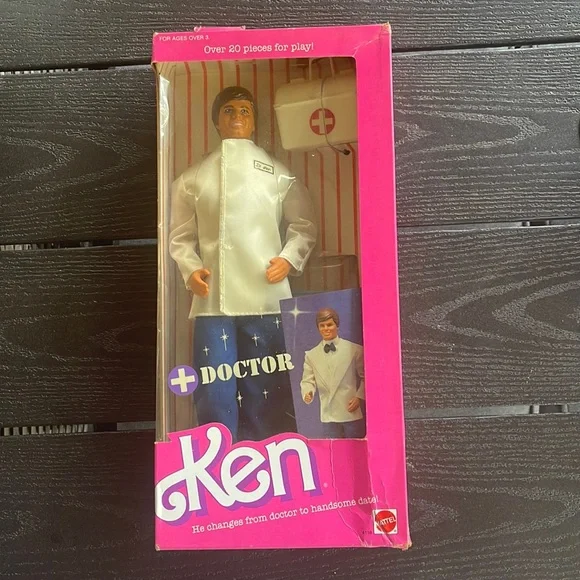 FOR AGES OVER 3
Over 20 pieces for play!
DOCTOR
Ken
He changes from doctor to handsome date!
MATTEL